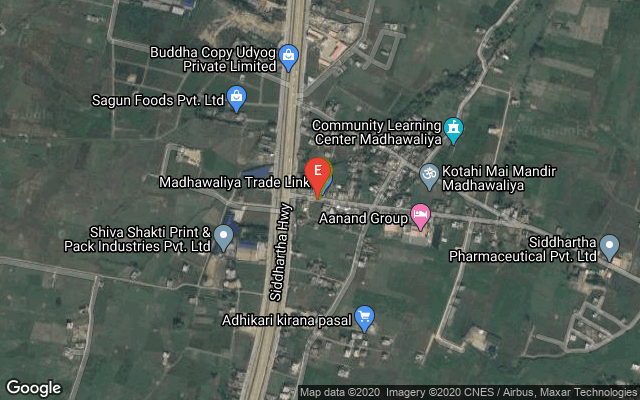 Buddha Copy Udyog
Private Limited
Sagun Foods Pvt. Ltd
Community Learning
Center Madhawaliya
Kotahi Mai Mandir
Madhawaliya
E
Madhawaliya Trade Link
Aanand Group
Shiva Shakti Print &
Pack Industries Pvt. Ltd
Siddhartha Hwy
Siddhartha
Pharmaceutical Pvt. Ltd
Adhikari kirana pasal
Google
Map data ©2020 Imagery ©2020 CNES / Airbus, Maxar Technologies